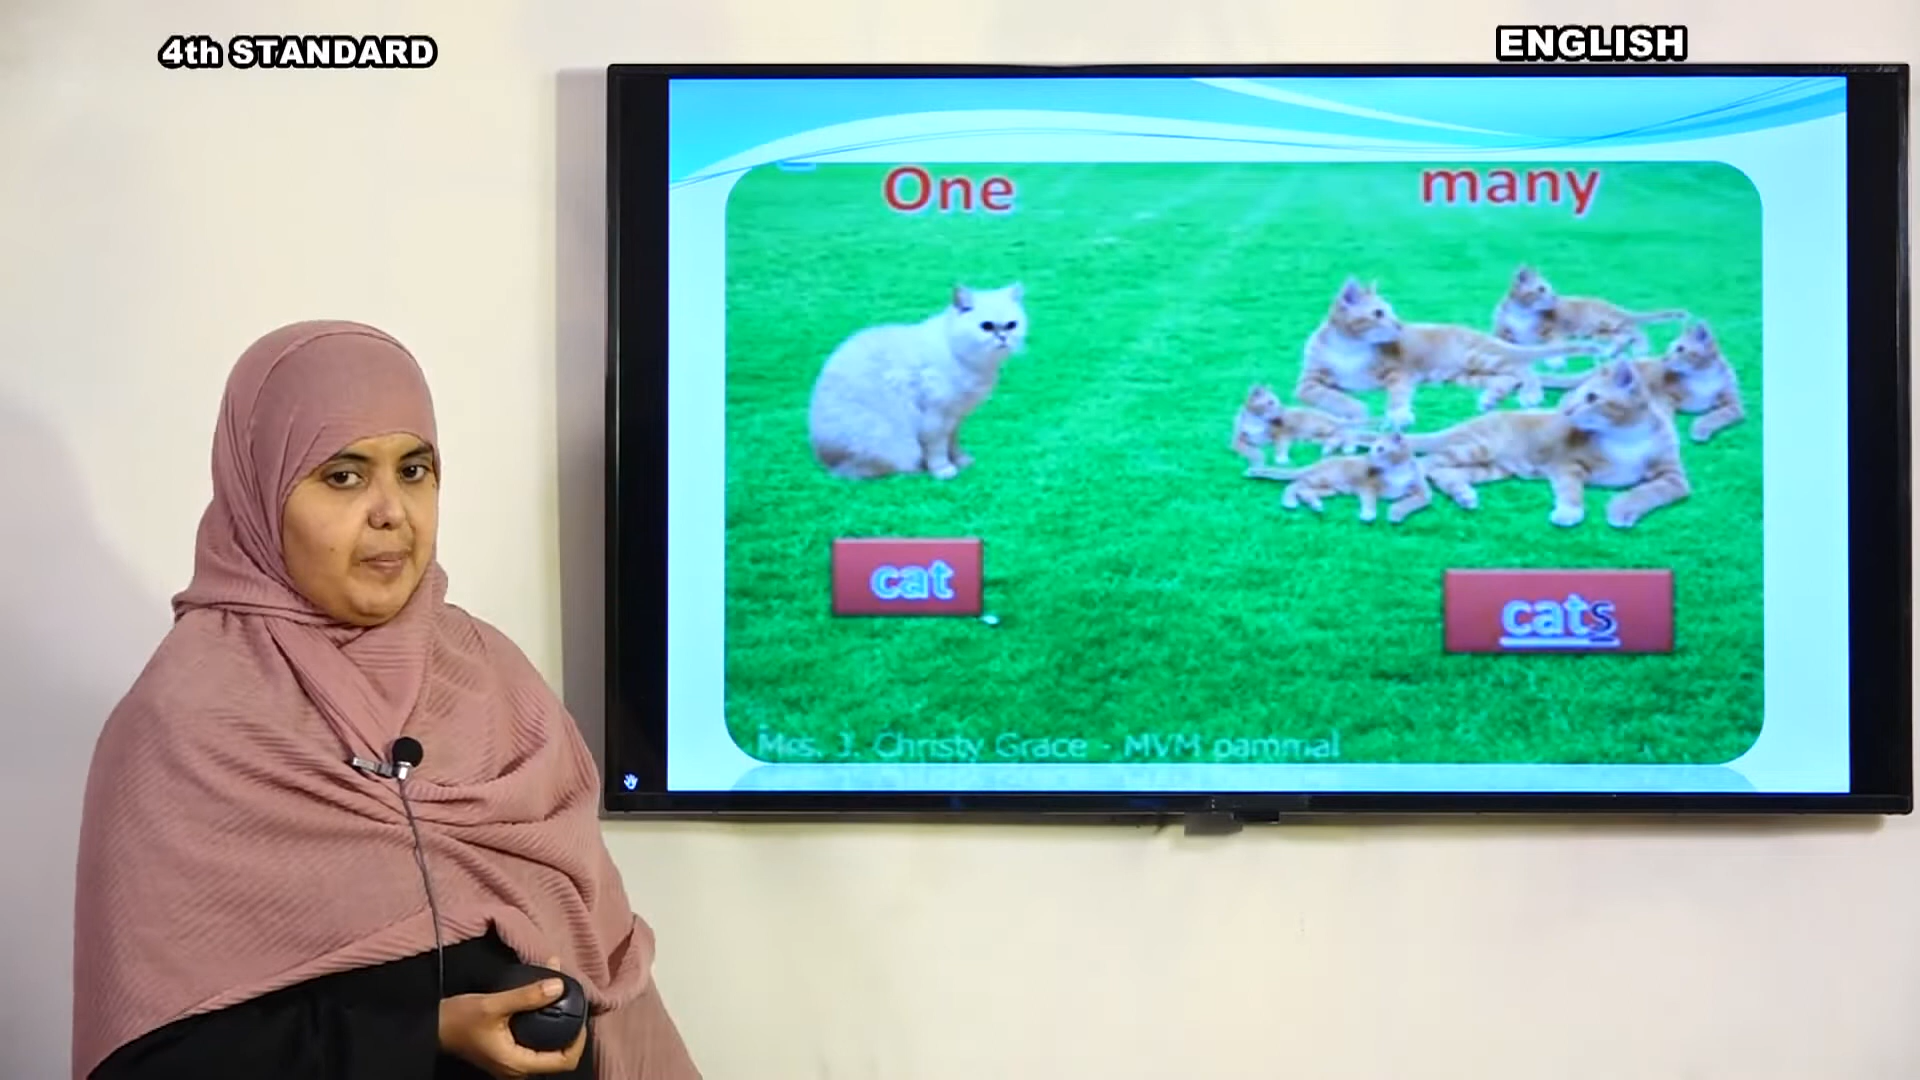 4th STANDARD
ENGLISH
One
many
cat
cats
Mrs. J. Christy Grace - MVM pammal